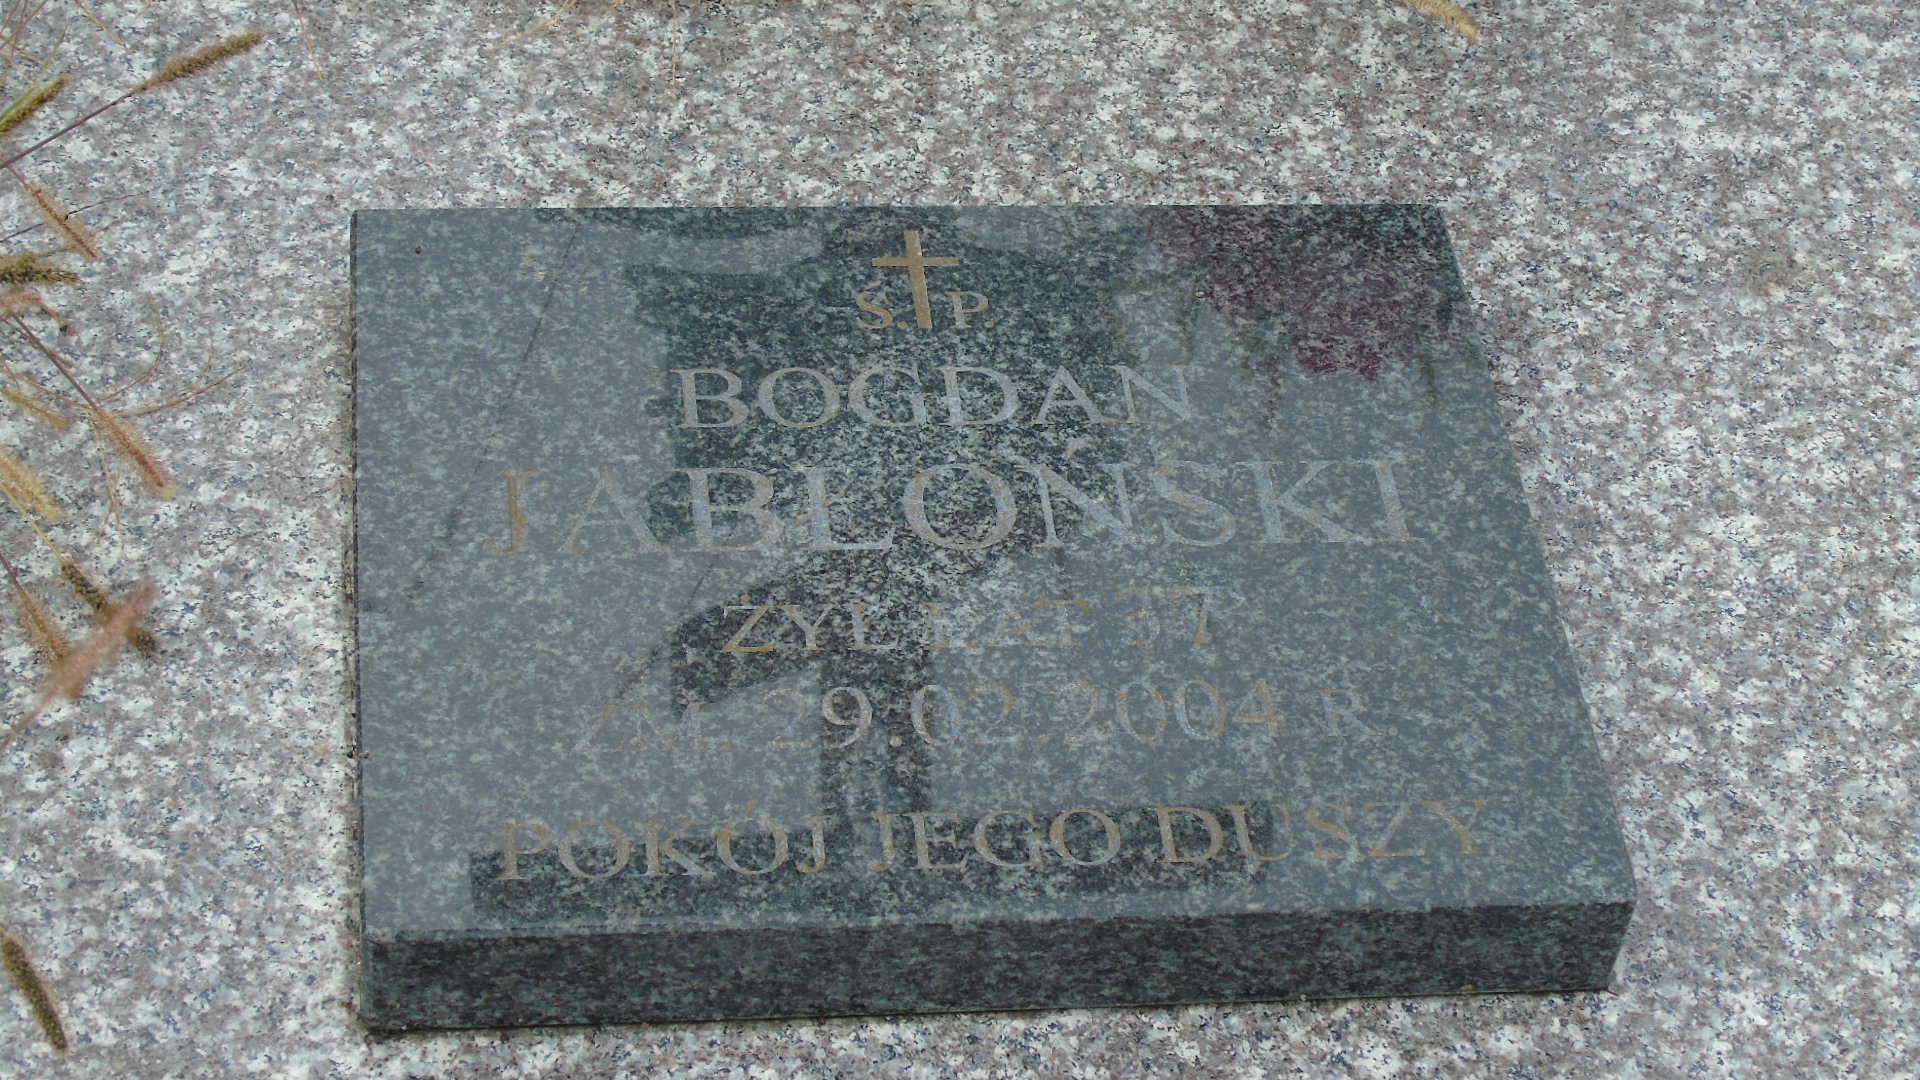 Ś. P.
BOGDAN
JABŁOŃSKI
ŻYŁ LAT 37
ZM. 29.02.2004 R.
POKÓJ JEGO DUSZY